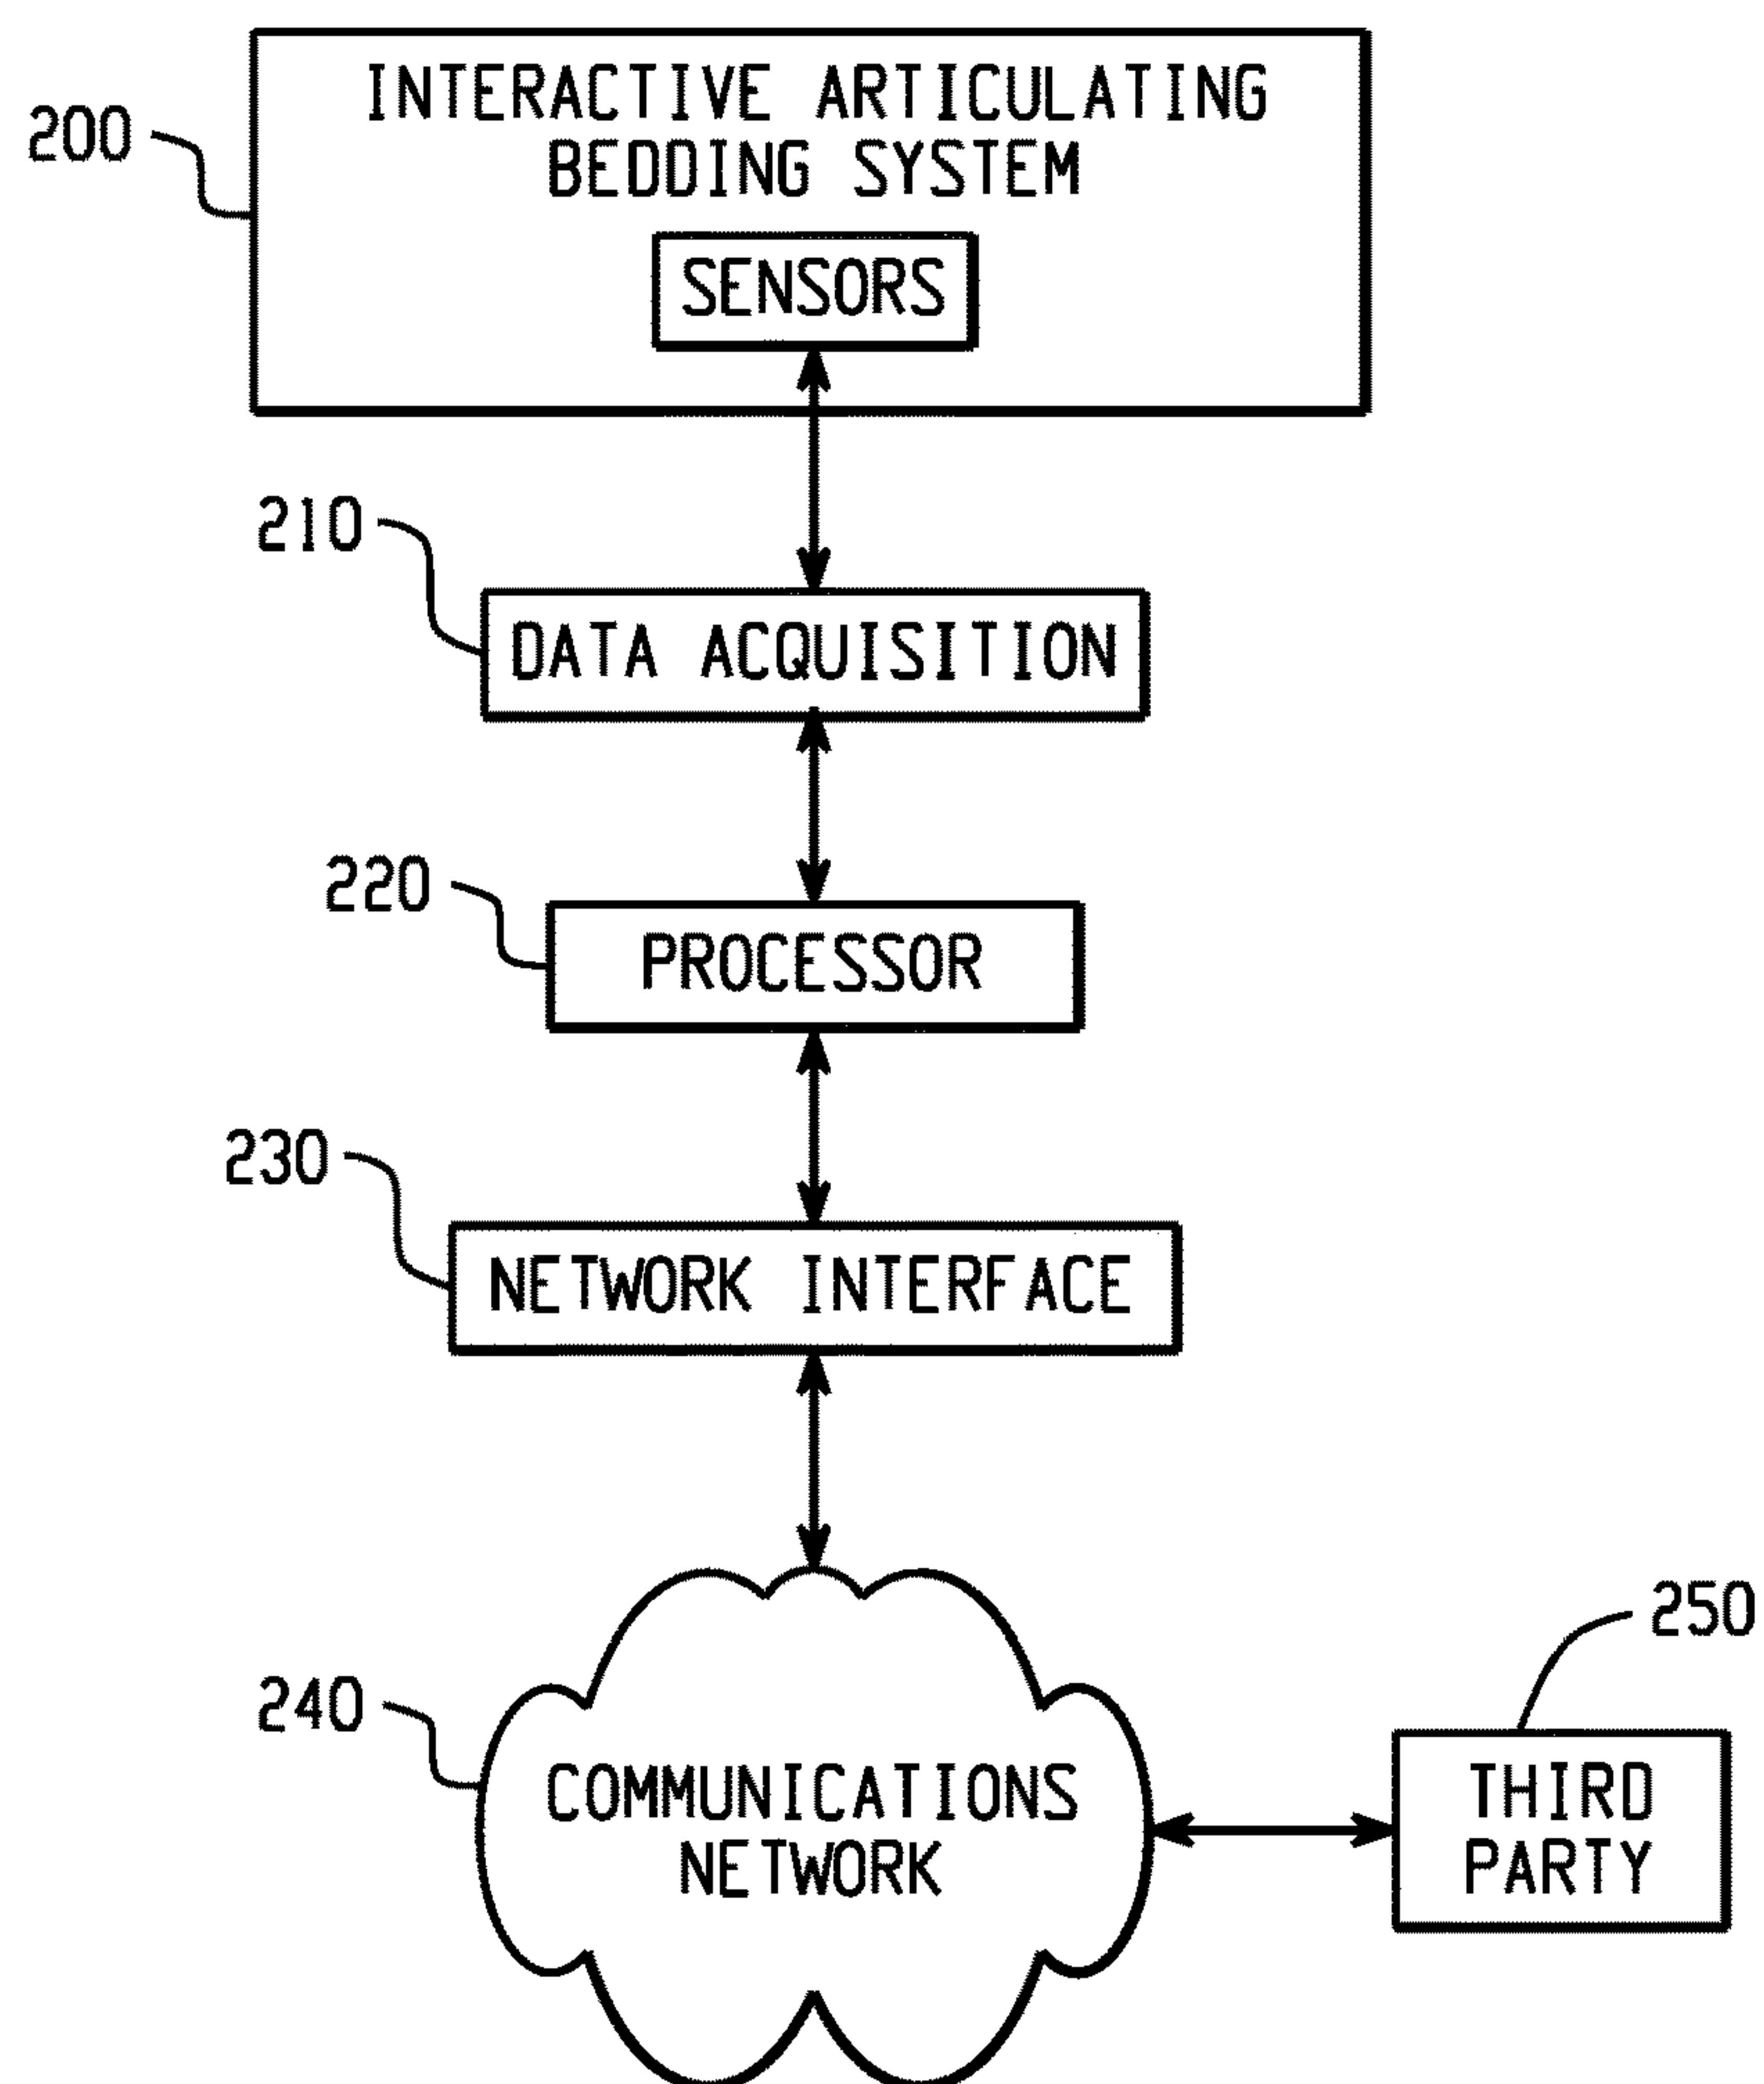 200
INTERACTIVE ARTICULATING
BEDDING SYSTEM
SENSORS
210
DATA ACQUISITION
220
PROCESSOR
230
NETWORK INTERFACE
240
COMMUNICATIONS
NETWORK
250
THIRD
PARTY